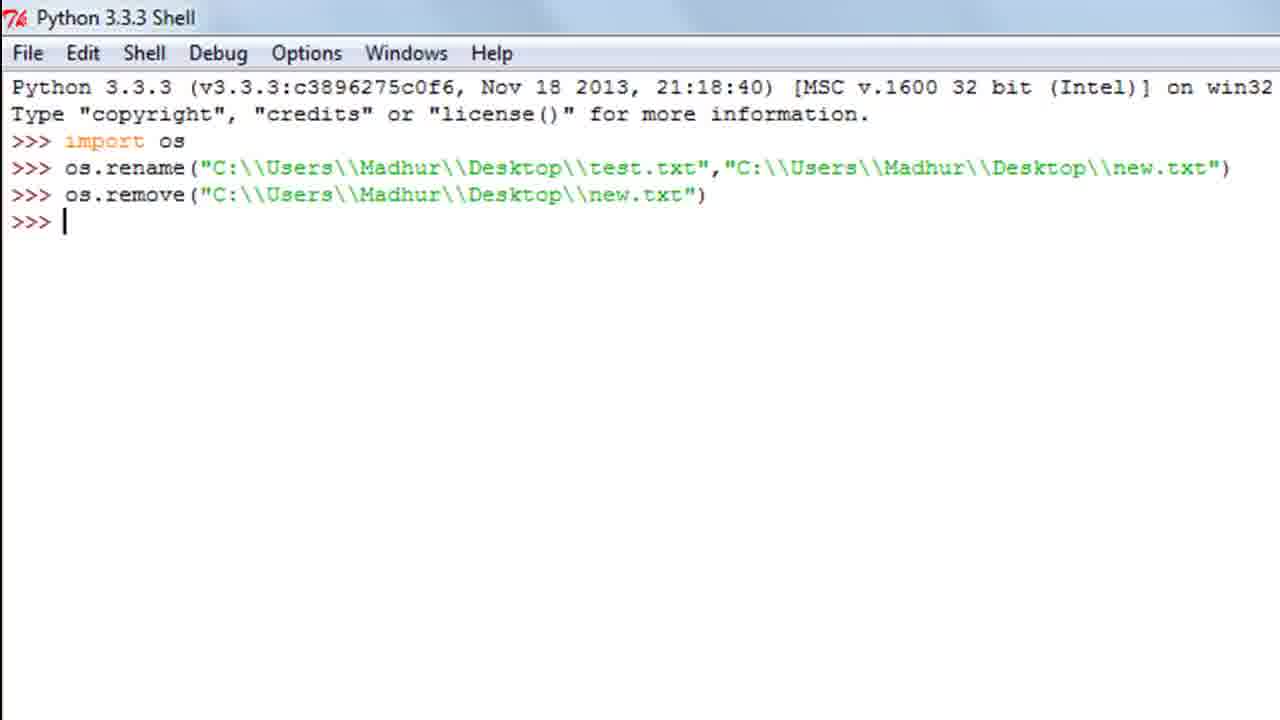 Python 3.3.3 Shell
File Edit Shell Debug Options Windows Help
Python 3.3.3 (v3.3.3:c3896275c0f6, Nov 18 2013, 21:18:40) [MSC v.1600 32 bit (Intel)] on win32
Type "copyright", "credits" or "license()" for more information.
>>> import os
>>> os.rename("C:\\Users\\Madhur\\Desktop\\test.txt","C:\\Users\\Madhur\\Desktop\\new.txt")
>>> os.remove("C:\\Users\\Madhur\\Desktop\\new.txt")
>>>